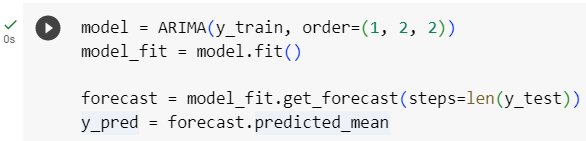 model = ARIMA(y_train, order=(1, 2, 2))
0s
model_fit = model.fit()
forecast = model_fit.get_forecast(steps=len(y_test))
y_pred = forecast.predicted_mean